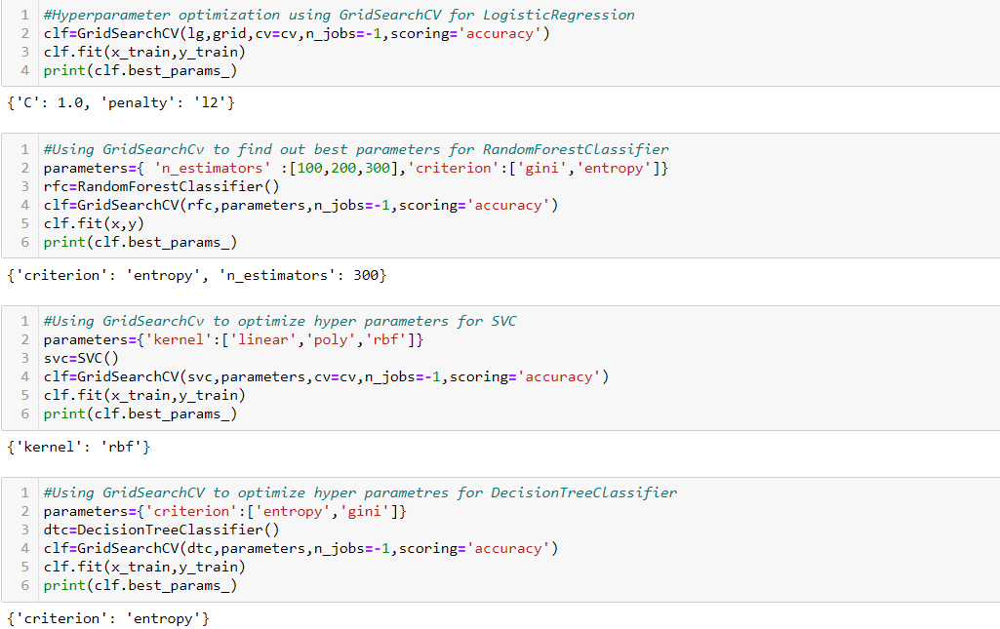 1 #Hyperparameter optimization using GridSearchCV for LogisticRegression
2 clf=GridSearchCV(lg,grid,cv=cv,n_jobs=-1,scoring='accuracy')
3 clf.fit(x_train,y_train)
4 print(clf.best_params_)
{'C': 1.0, 'penalty': 'l2'}
1 #Using GridSearchCv to find out best parameters for RandomForestClassifier
2 parameters={ 'n_estimators' :[100,200,300],'criterion':['gini','entropy']}
3 rfc=RandomForestClassifier()
4 clf=GridSearchCV(rfc,parameters,n_jobs=-1,scoring='accuracy')
5 clf.fit(x,y)
6 print(clf.best_params_)
{'criterion': 'entropy', 'n_estimators': 300}
1 #Using GridSearchCv to optimize hyper parameters for SVC
2 parameters={'kernel':['linear','poly','rbf']}
3 svc=SVC()
4 clf=GridSearchCV(svc,parameters,cv=cv,n_jobs=-1,scoring='accuracy')
5 clf.fit(x_train,y_train)
6 print(clf.best_params_)
{'kernel': 'rbf'}
1 #Using GridSearchCV to optimize hyper parametres for DecisionTreeClassifier
2 parameters={'criterion':['entropy','gini']}
3 dtc=DecisionTreeClassifier()
4 clf=GridSearchCV(dtc,parameters,n_jobs=-1,scoring='accuracy')
5 clf.fit(x_train,y_train)
6 print(clf.best_params_)
{'criterion': 'entropy'}